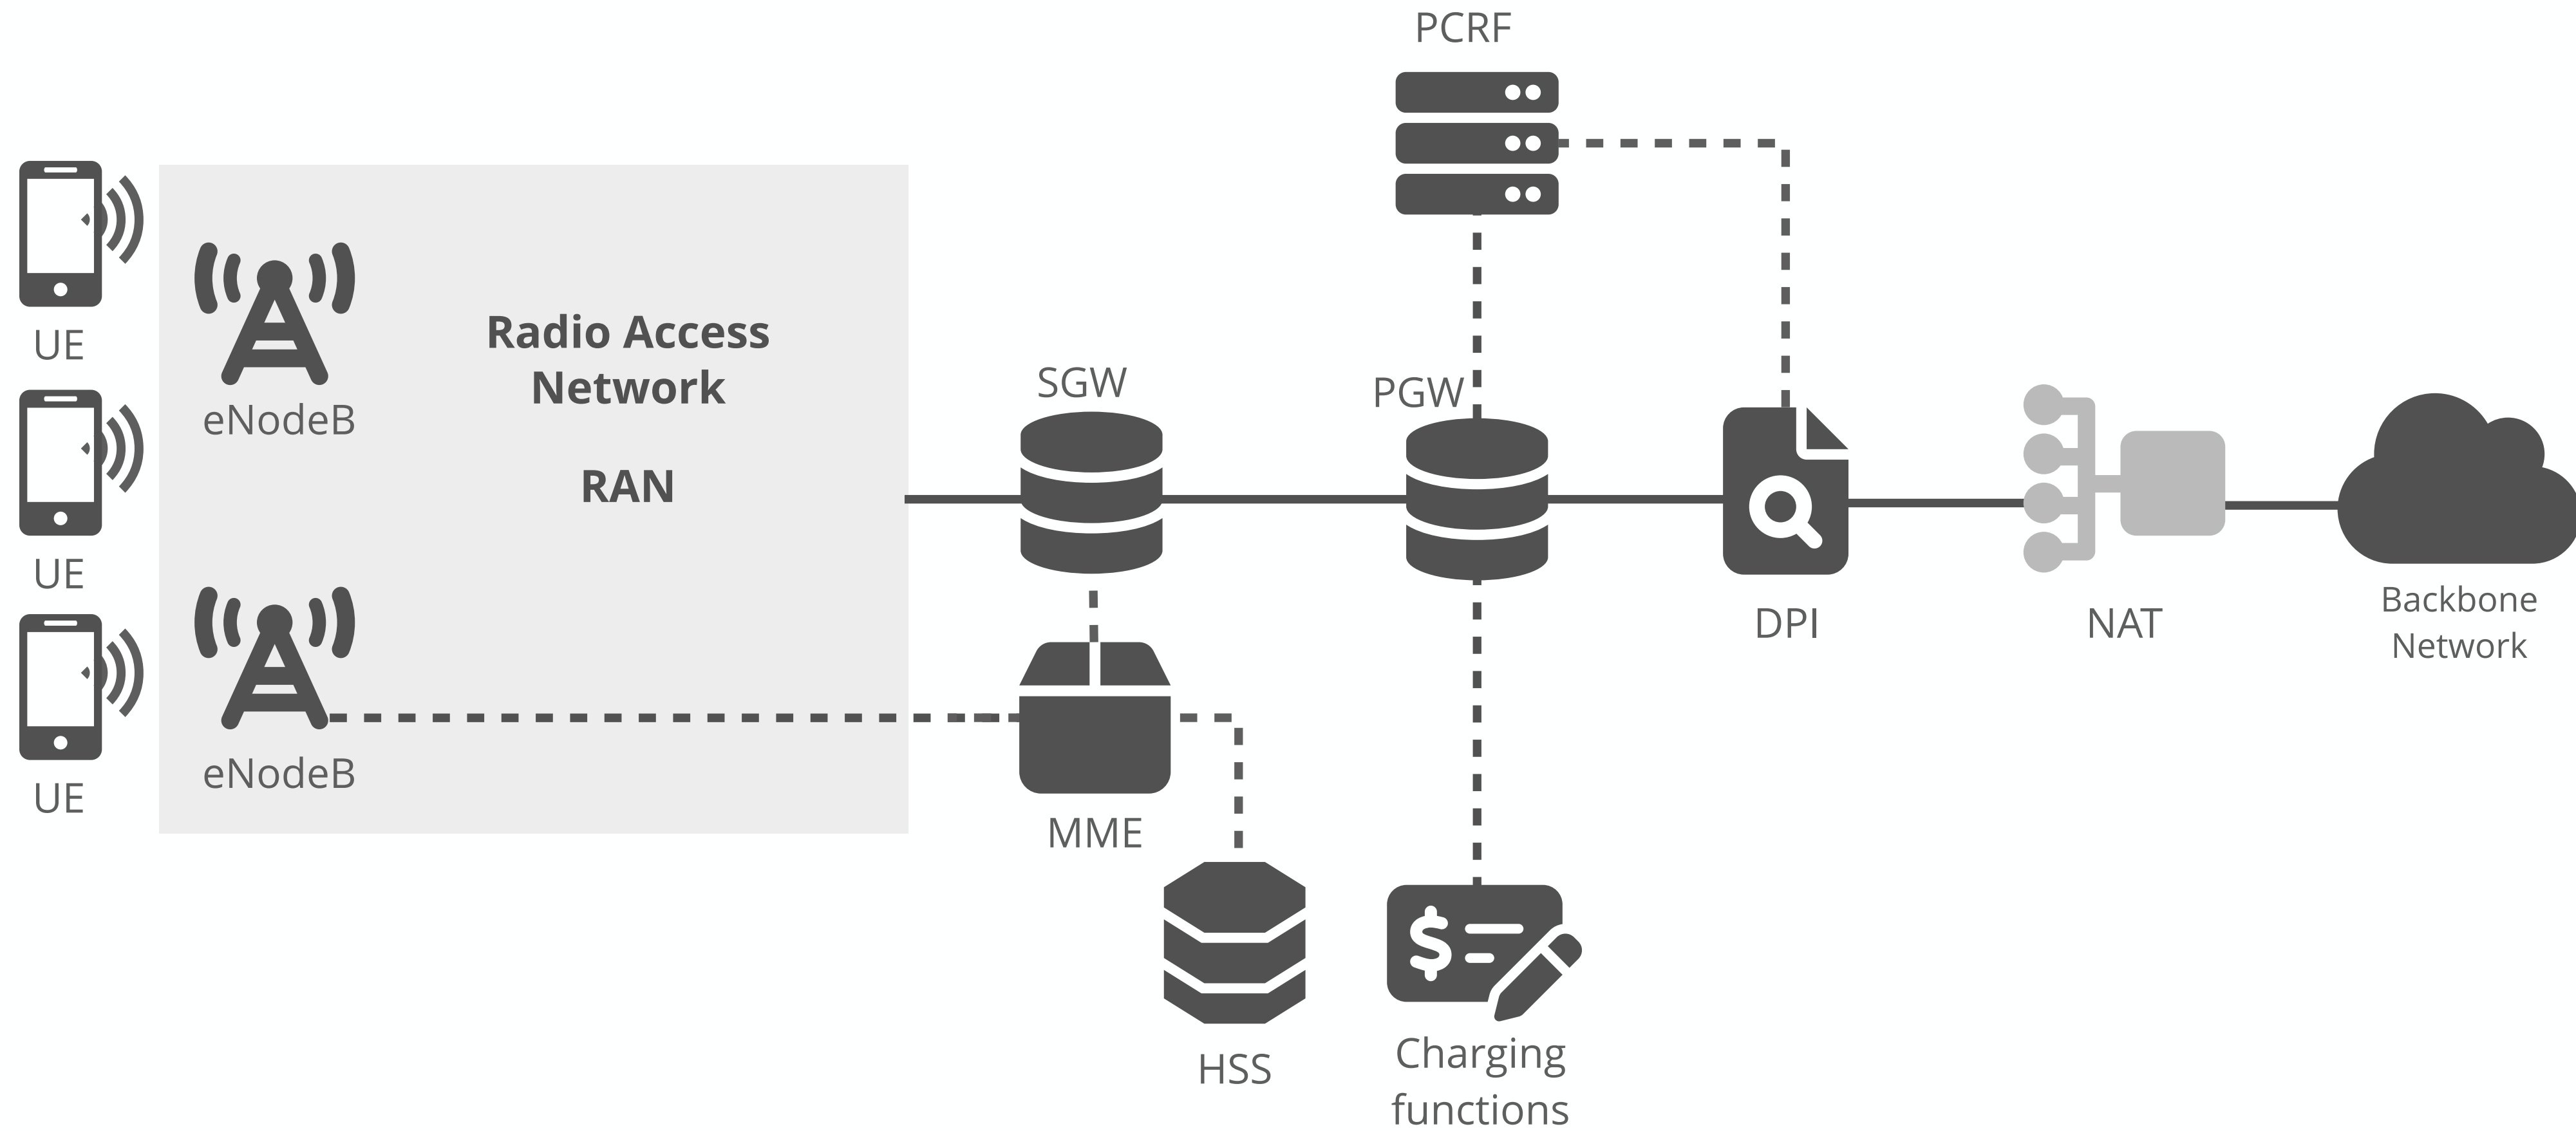 PCRF
UE
eNodeB
Radio Access
Network
RAN
SGW
PGW
UE
UE
eNodeB
MME
DPI
NAT
Backbone
Network
HSS
Charging
functions